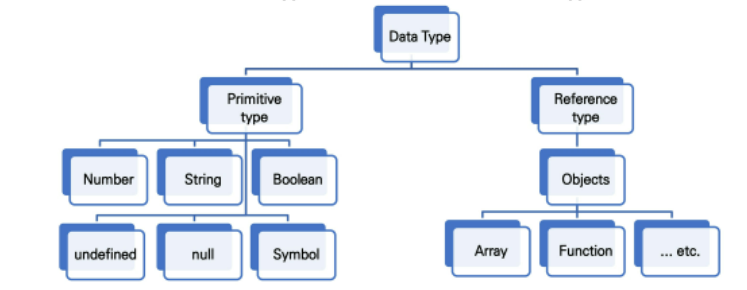 Data Type
Primitive
type
Reference
type
Number
String
Boolean
Objects
undefined
null
Symbol
Array
Function
... etc.